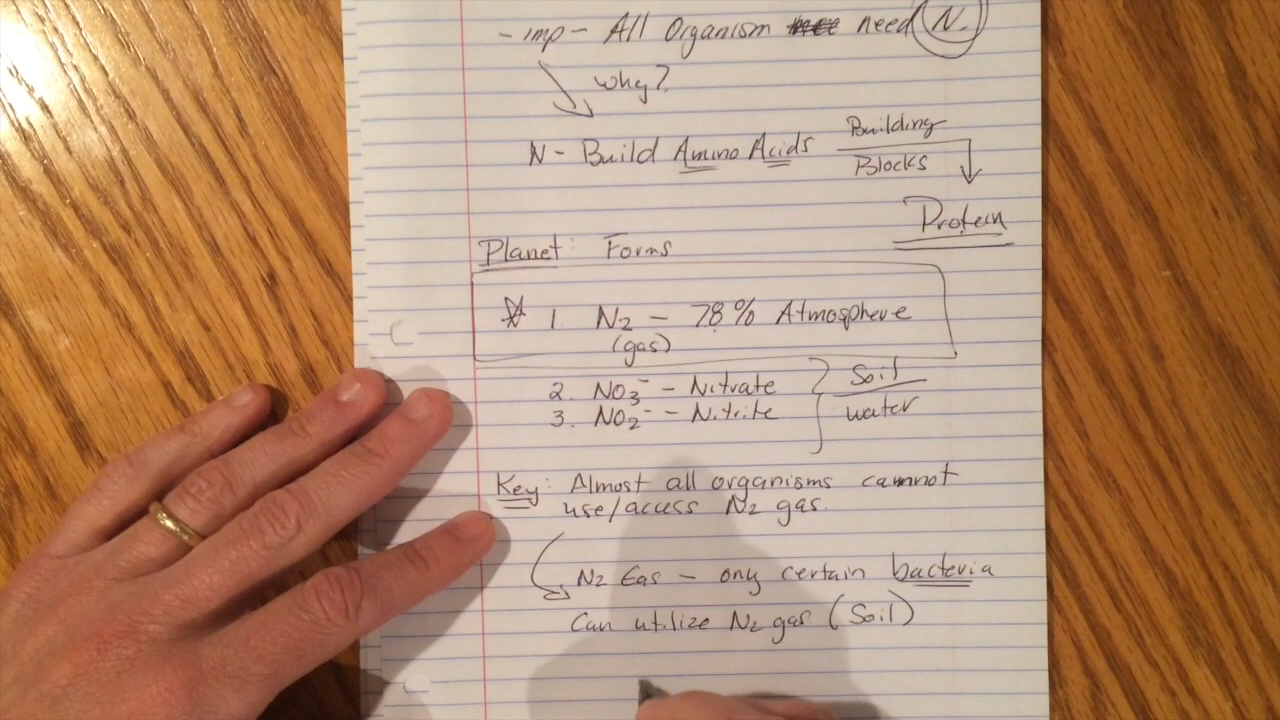 - imp - All Organism need N.
why?
N - Build Amino Acids Building
Blocks
Protein
Planet: Forms
☆ 1. N₂ - 78% Atmosphere
(gas)
2. NO₃⁻ - Nitrate
3. NO₂⁻ - Nitrite
Soil
water
Key: Almost all organisms cannot
use/access N₂ gas.
N₂ Gas - ony certain bacteria
Can utilize N₂ gas (Soil)